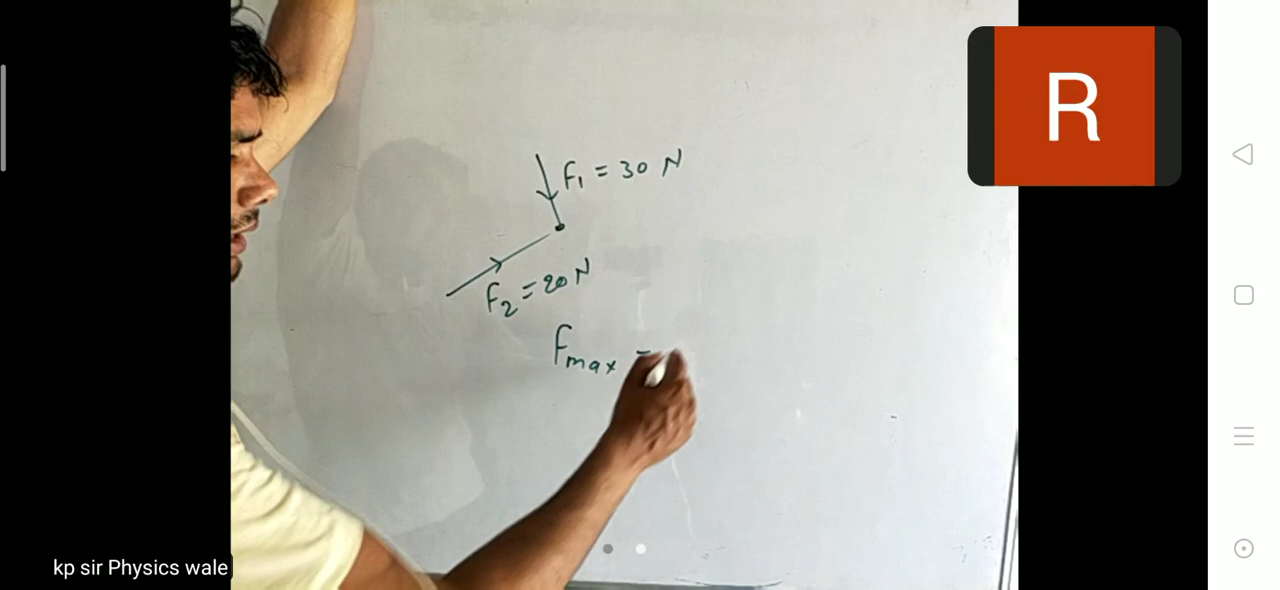 R
F₁ = 30 N
F₂ = 20 N
Fmax =
kp sir Physics wale